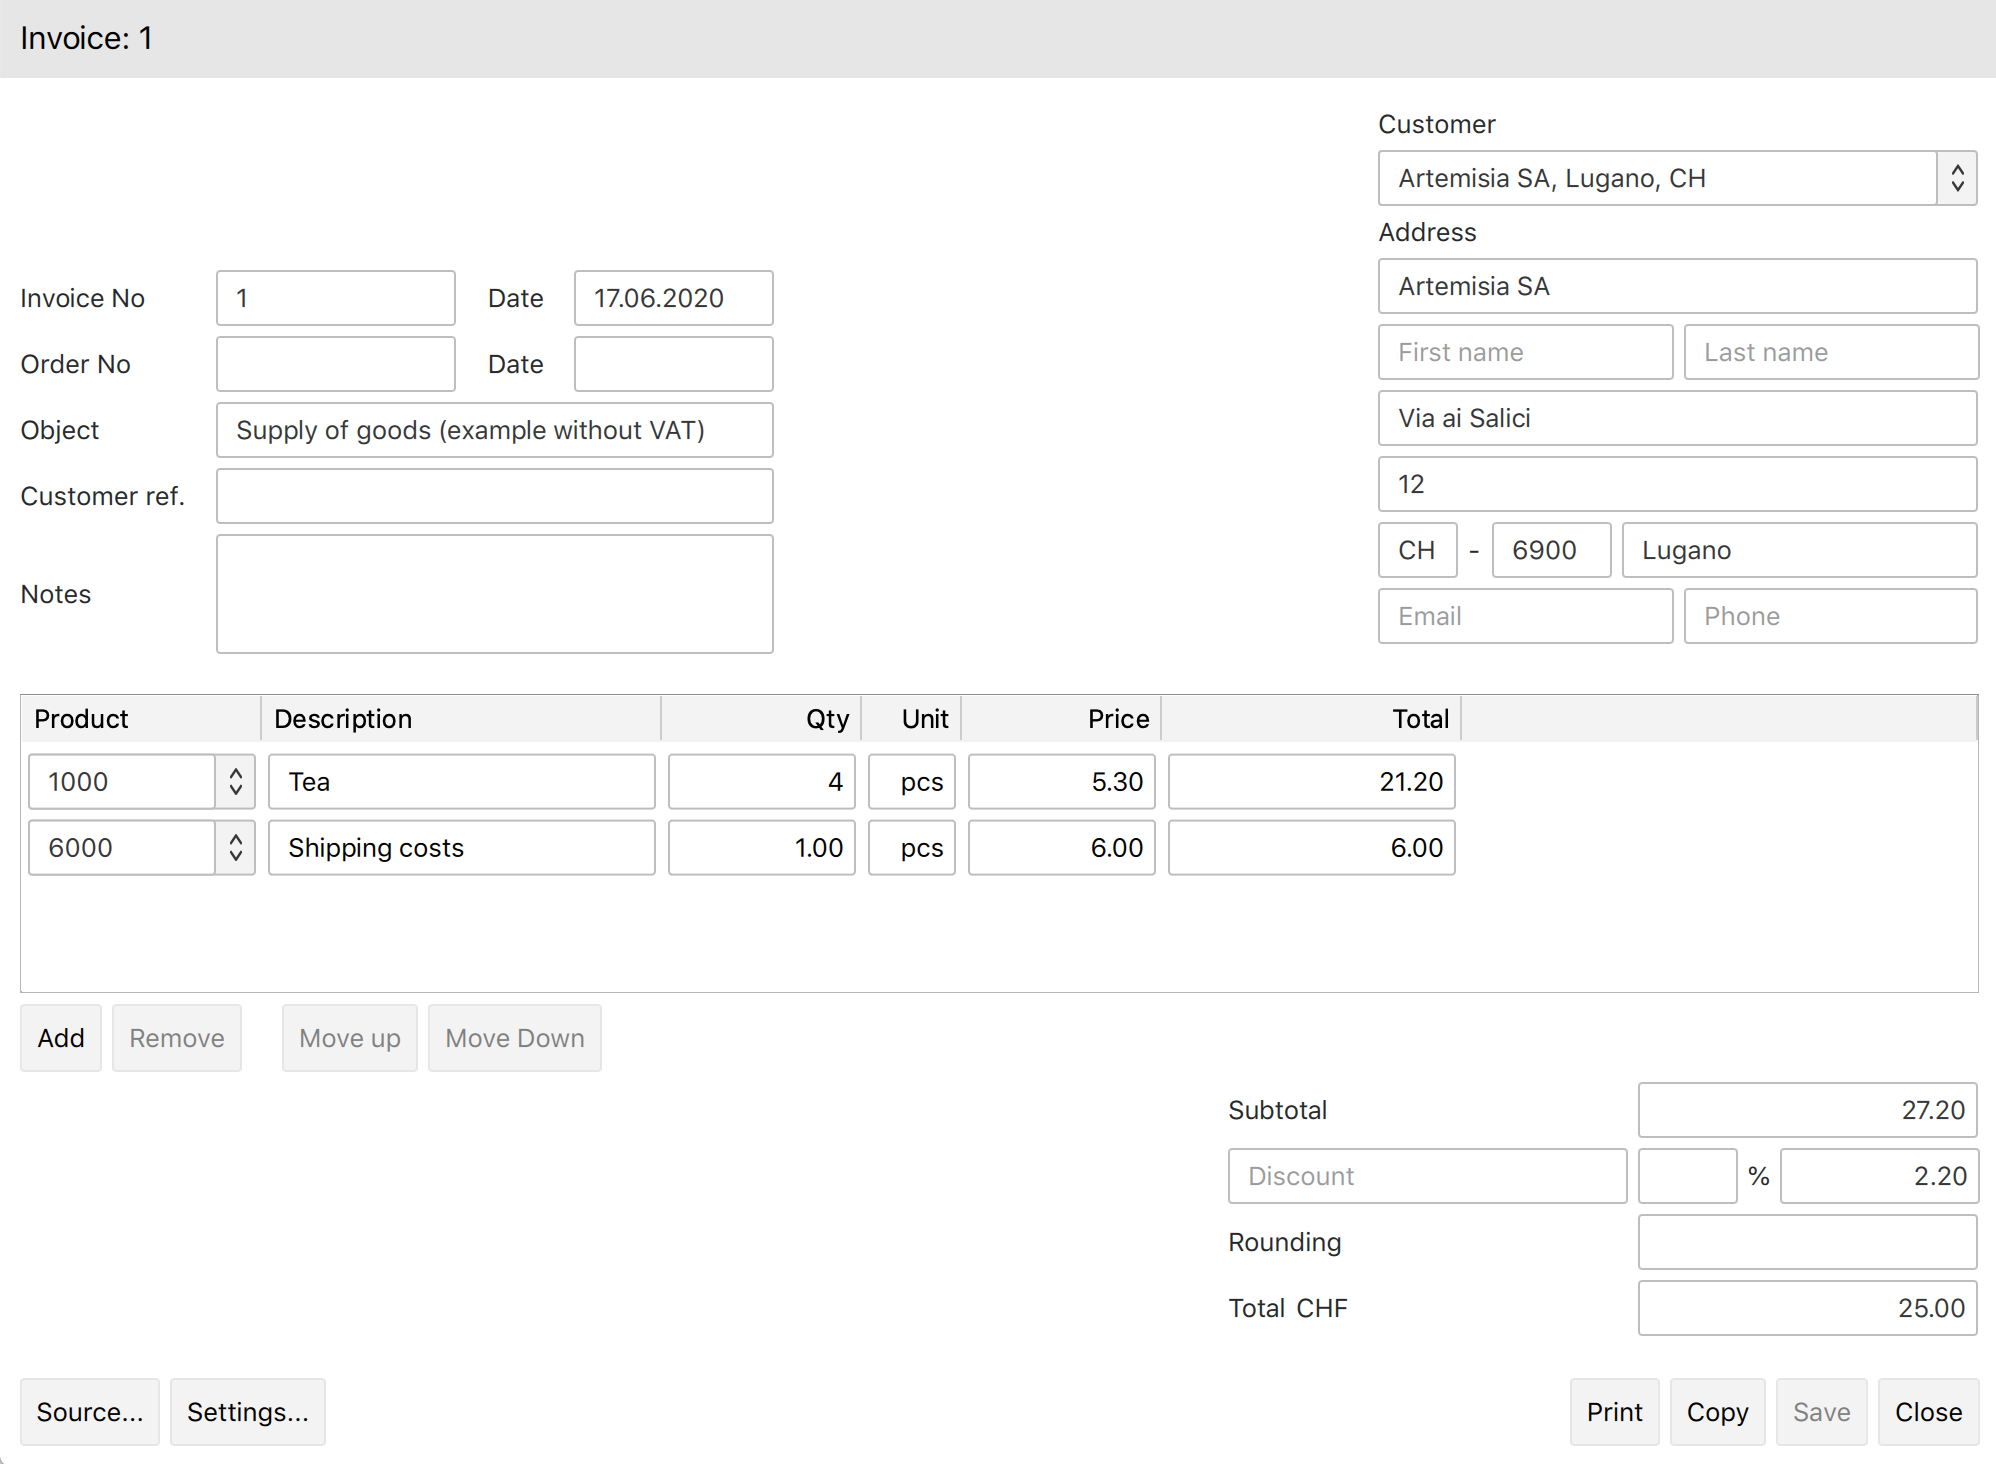 Invoice: 1
Customer
Artemisia SA, Lugano, CH
Address
Artemisia SA
First name Last name
Via ai Salici
12
CH - 6900 Lugano
Email Phone
Invoice No 1 Date 17.06.2020
Order No Date
Object Supply of goods (example without VAT)
Customer ref.
Notes
Product Description Qty Unit Price Total
1000 Tea 4 pcs 5.30 21.20
6000 Shipping costs 1.00 pcs 6.00 6.00
Add Remove Move up Move Down
Subtotal 27.20
Discount % 2.20
Rounding
Total CHF 25.00
Source... Settings... Print Copy Save Close